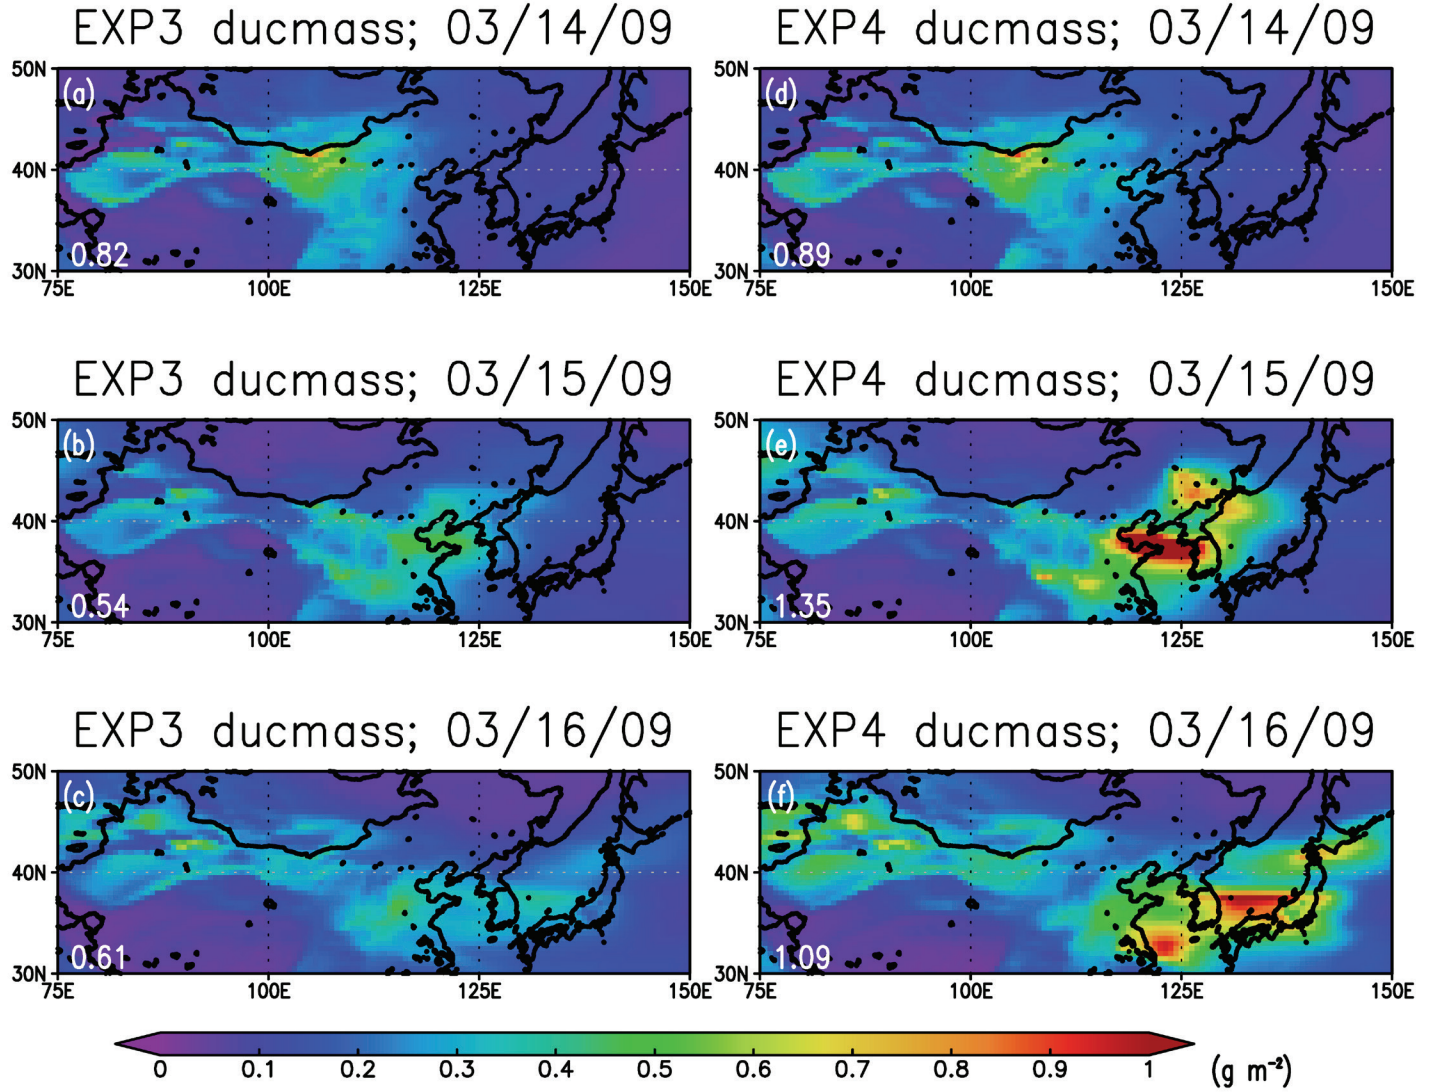 EXP3 ducmass; 03/14/09
EXP4 ducmass; 03/14/09
50N
40N
30N
(a)
0.82
75E 100E 125E 150E
(d)
0.89
75E 100E 125E 150E
50N
40N
30N
EXP3 ducmass; 03/15/09
EXP4 ducmass; 03/15/09
50N
40N
30N
(b)
0.54
75E 100E 125E 150E
50N
40N
30N
(e)
1.35
75E 100E 125E 150E
EXP3 ducmass; 03/16/09
EXP4 ducmass; 03/16/09
50N
40N
30N
(c)
0.61
75E 100E 125E 150E
50N
40N
30N
(f)
1.09
75E 100E 125E 150E
0 0.1 0.2 0.3 0.4 0.5 0.6 0.7 0.8 0.9 1 (g m⁻²)